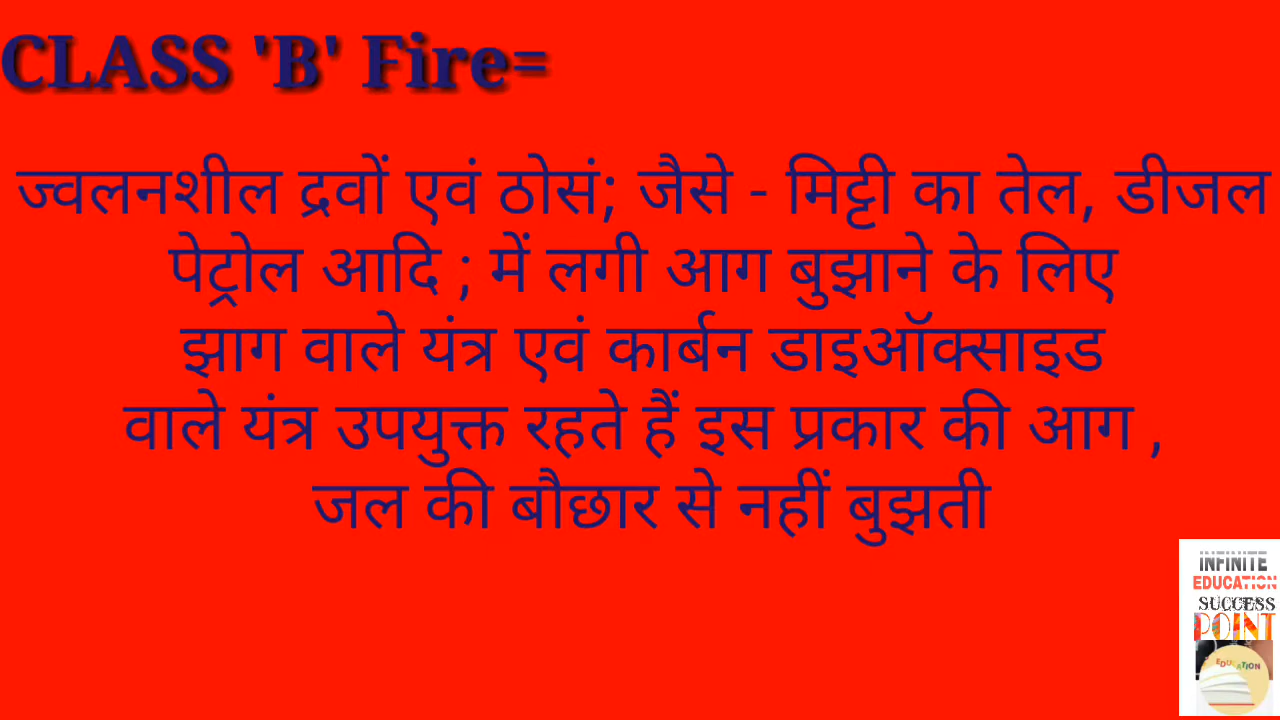 CLASS 'B' Fire=
ज्वलनशील द्रवों एवं ठोसं; जैसे - मिट्टी का तेल, डीजल
पेट्रोल आदि ; में लगी आग बुझाने के लिए
झाग वाले यंत्र एवं कार्बन डाइऑक्साइड
वाले यंत्र उपयुक्त रहते हैं इस प्रकार की आग ,
जल की बौछार से नहीं बुझती
INFINITE
EDUCATION
SUCCESS
POINT
EDUCATION